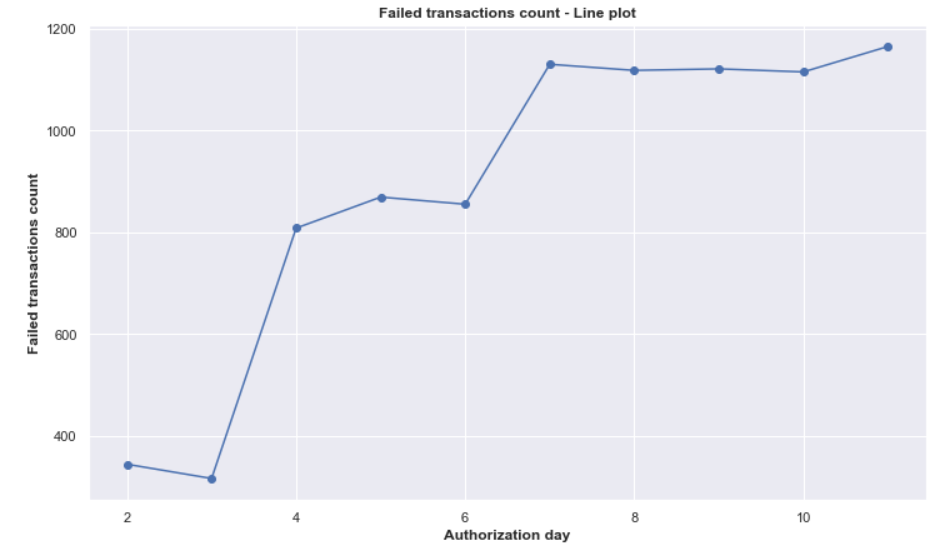 Failed transactions count - Line plot
1200
1000
800
600
400
Failed transactions count
2 4 6 8 10
Authorization day